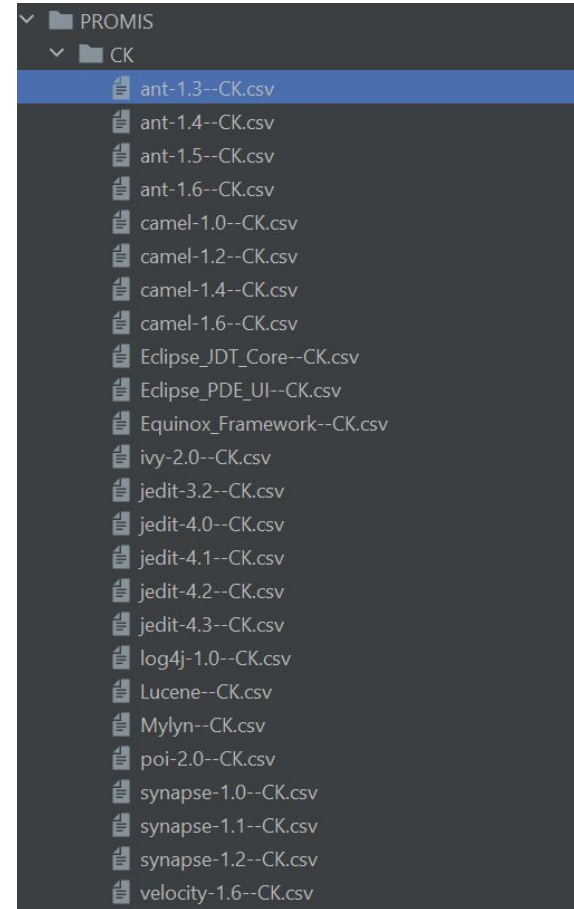 PROMIS
CK
ant-1.3--CK.csv
ant-1.4--CK.csv
ant-1.5--CK.csv
ant-1.6--CK.csv
camel-1.0--CK.csv
camel-1.2--CK.csv
camel-1.4--CK.csv
camel-1.6--CK.csv
Eclipse_JDT_Core--CK.csv
Eclipse_PDE_UI--CK.csv
Equinox_Framework--CK.csv
ivy-2.0--CK.csv
jedit-3.2--CK.csv
jedit-4.0--CK.csv
jedit-4.1--CK.csv
jedit-4.2--CK.csv
jedit-4.3--CK.csv
log4j-1.0--CK.csv
Lucene--CK.csv
Mylyn--CK.csv
poi-2.0--CK.csv
synapse-1.0--CK.csv
synapse-1.1--CK.csv
synapse-1.2--CK.csv
velocity-1.6--CK.csv